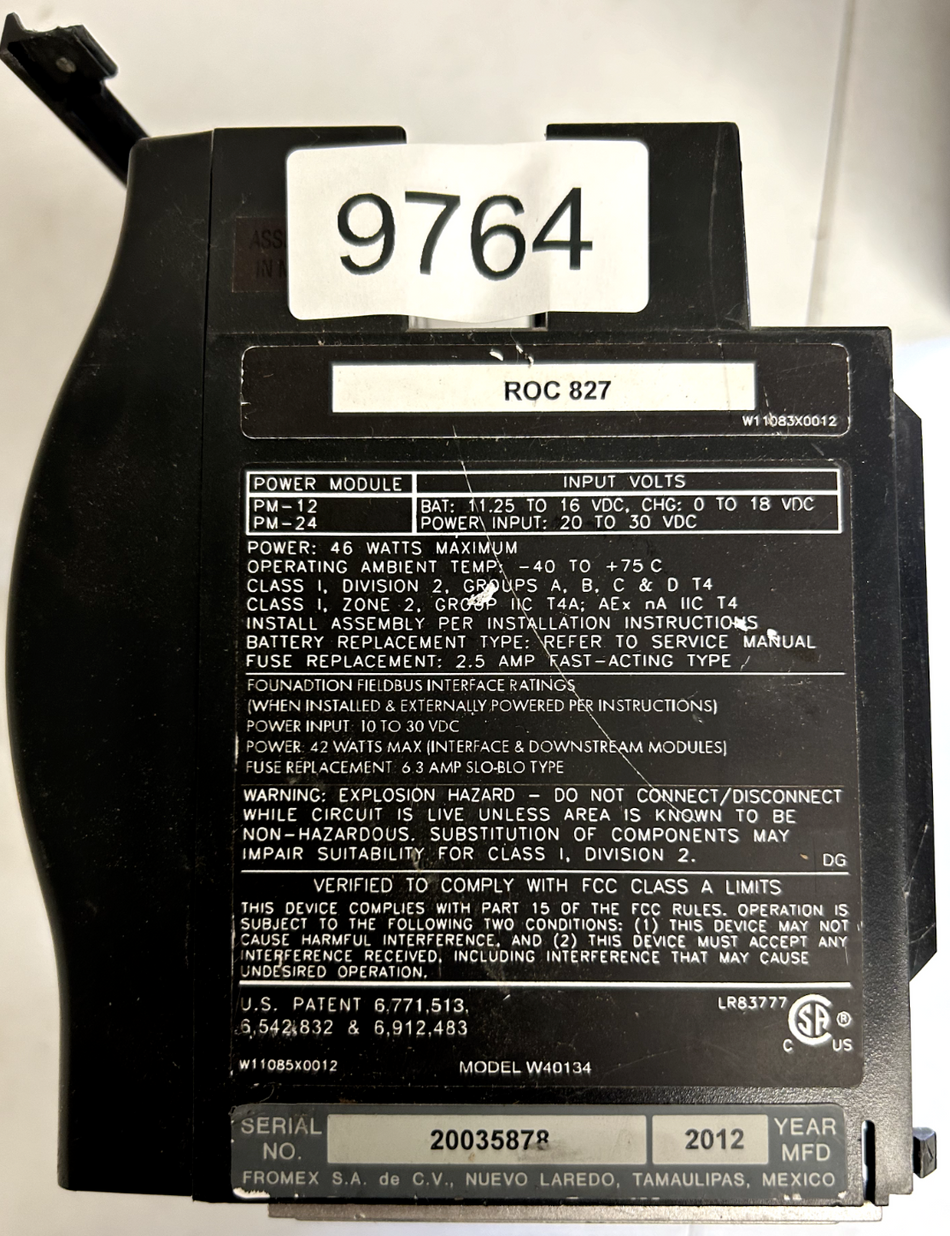 9764
ASS
IN
ROC 827
W11083X0012
POWER MODULE INPUT VOLTS
PM-12 BAT: 11.25 TO 16 VDC, CHG: 0 TO 18 VDC
PM-24 POWER INPUT: 20 TO 30 VDC
POWER: 46 WATTS MAXIMUM
OPERATING AMBIENT TEMP: -40 TO +75 C
CLASS I, DIVISION 2, GROUPS A, B, C & D T4
CLASS I, ZONE 2, GROUP IIC T4A; AEx nA IIC T4
INSTALL ASSEMBLY PER INSTALLATION INSTRUCTIONS
BATTERY REPLACEMENT TYPE: REFER TO SERVICE MANUAL
FUSE REPLACEMENT: 2.5 AMP FAST-ACTING TYPE
FOUNADTION FIELDBUS INTERFACE RATINGS
(WHEN INSTALLED & EXTERNALLY POWERED PER INSTRUCTIONS)
POWER INPUT: 10 TO 30 VDC
POWER: 42 WATTS MAX (INTERFACE & DOWNSTREAM MODULES)
FUSE REPLACEMENT: 6.3 AMP SLO-BLO TYPE
WARNING: EXPLOSION HAZARD - DO NOT CONNECT/DISCONNECT
WHILE CIRCUIT IS LIVE UNLESS AREA IS KNOWN TO BE
NON-HAZARDOUS. SUBSTITUTION OF COMPONENTS MAY
IMPAIR SUITABILITY FOR CLASS I, DIVISION 2. DG
VERIFIED TO COMPLY WITH FCC CLASS A LIMITS
THIS DEVICE COMPLIES WITH PART 15 OF THE FCC RULES. OPERATION IS
SUBJECT TO THE FOLLOWING TWO CONDITIONS: (1) THIS DEVICE MAY NOT
CAUSE HARMFUL INTERFERENCE, AND (2) THIS DEVICE MUST ACCEPT ANY
INTERFERENCE RECEIVED, INCLUDING INTERFERENCE THAT MAY CAUSE
UNDESIRED OPERATION.
U.S. PATENT 6,771,513, LR83777 SA ®
6,542,832 & 6,912,483 C US
W11085X0012 MODEL W40134
SERIAL NO. 20035878 2012 YEAR MFD
FROMEX S.A. de C.V., NUEVO LAREDO, TAMAULIPAS, MEXICO